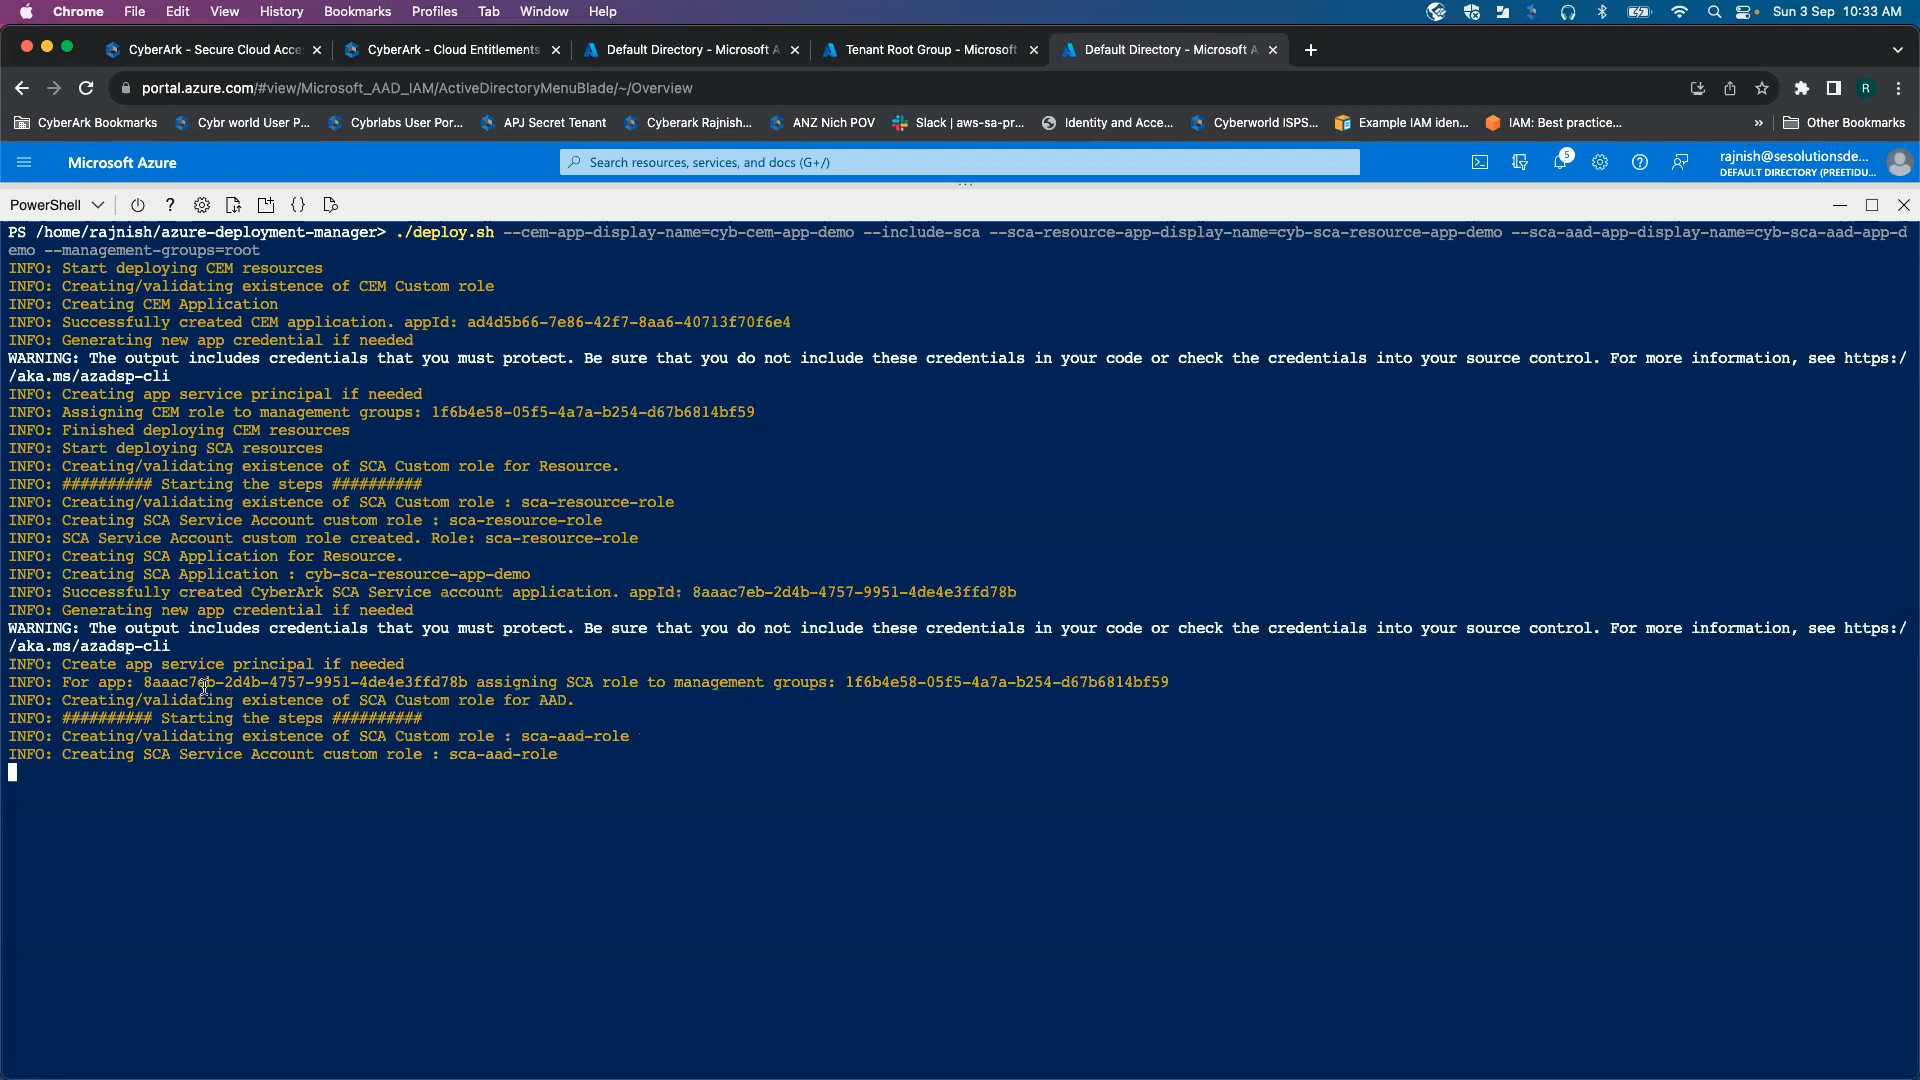 Chrome File Edit View History Bookmarks Profiles Tab Window Help Sun 3 Sep 10:33 AM
CyberArk - Secure Cloud Acce CyberArk - Cloud Entitlements Default Directory - Microsoft A Tenant Root Group - Microsoft Default Directory - Microsoft A
portal.azure.com/#view/Microsoft_AAD_IAM/ActiveDirectoryMenuBlade/~/Overview R
CyberArk Bookmarks Cybr world User P... Cybrlabs User Por... APJ Secret Tenant Cyberark Rajnish... ANZ Nich POV Slack | aws-sa-pr... Identity and Acce... Cyberworld ISPS... Example IAM iden... IAM: Best practice... » Other Bookmarks
Microsoft Azure Search resources, services, and docs (G+/) 5 rajnish@sesolutionsde...
DEFAULT DIRECTORY (PREETIDU...
PowerShell ? {}
PS /home/rajnish/azure-deployment-manager> ./deploy.sh --cem-app-display-name=cyb-cem-app-demo --include-sca --sca-resource-app-display-name=cyb-sca-resource-app-demo --sca-aad-app-display-name=cyb-sca-aad-app-d
emo --management-groups=root
INFO: Start deploying CEM resources
INFO: Creating/validating existence of CEM Custom role
INFO: Creating CEM Application
INFO: Successfully created CEM application. appId: ad4d5b66-7e86-42f7-8aa6-40713f70f6e4
INFO: Generating new app credential if needed
WARNING: The output includes credentials that you must protect. Be sure that you do not include these credentials in your code or check the credentials into your source control. For more information, see https:/
/aka.ms/azadsp-cli
INFO: Creating app service principal if needed
INFO: Assigning CEM role to management groups: 1f6b4e58-05f5-4a7a-b254-d67b6814bf59
INFO: Finished deploying CEM resources
INFO: Start deploying SCA resources
INFO: Creating/validating existence of SCA Custom role for Resource.
INFO: ########## Starting the steps ##########
INFO: Creating/validating existence of SCA Custom role : sca-resource-role
INFO: Creating SCA Service Account custom role : sca-resource-role
INFO: SCA Service Account custom role created. Role: sca-resource-role
INFO: Creating SCA Application for Resource.
INFO: Creating SCA Application : cyb-sca-resource-app-demo
INFO: Successfully created CyberArk SCA Service account application. appId: 8aaac7eb-2d4b-4757-9951-4de4e3ffd78b
INFO: Generating new app credential if needed
WARNING: The output includes credentials that you must protect. Be sure that you do not include these credentials in your code or check the credentials into your source control. For more information, see https:/
/aka.ms/azadsp-cli
INFO: Create app service principal if needed
INFO: For app: 8aaac7eb-2d4b-4757-9951-4de4e3ffd78b assigning SCA role to management groups: 1f6b4e58-05f5-4a7a-b254-d67b6814bf59
INFO: Creating/validating existence of SCA Custom role for AAD.
INFO: ########## Starting the steps ##########
INFO: Creating/validating existence of SCA Custom role : sca-aad-role
INFO: Creating SCA Service Account custom role : sca-aad-role